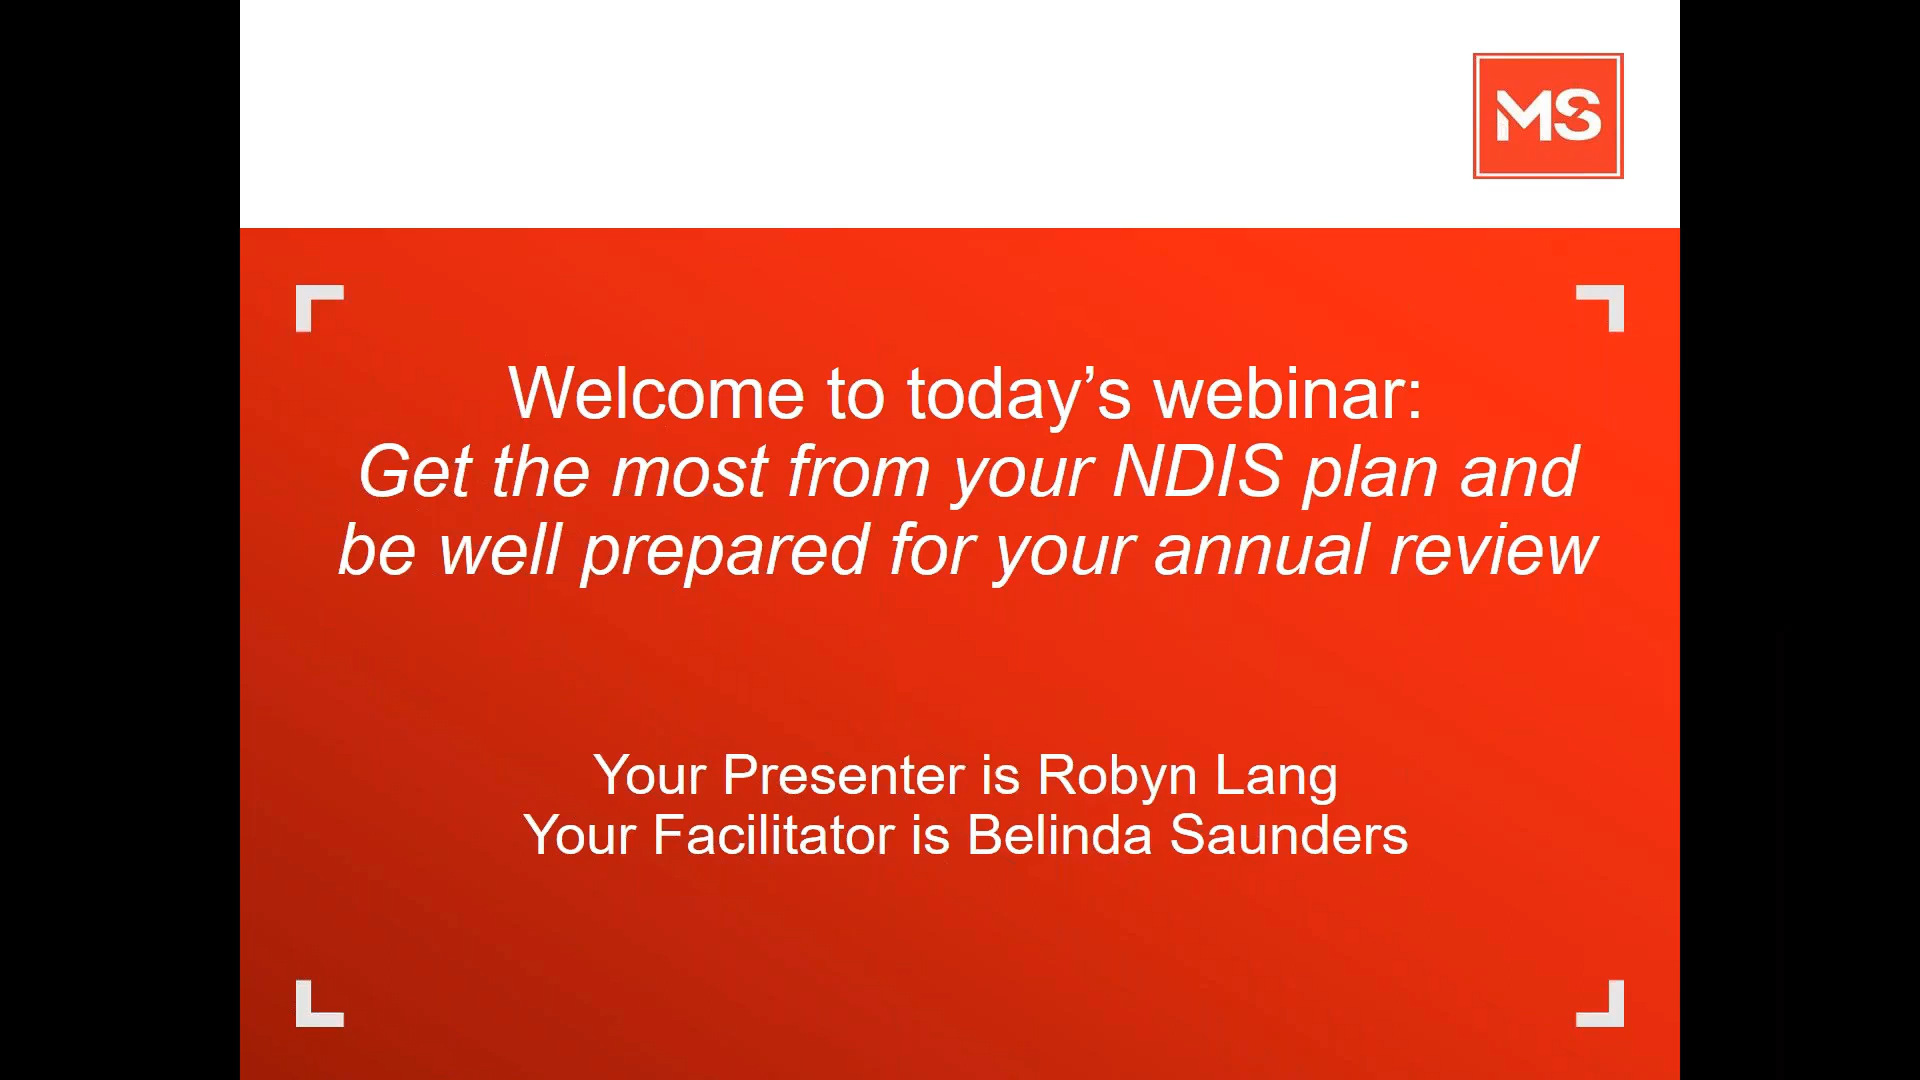 MS
Welcome to today’s webinar:
Get the most from your NDIS plan and
be well prepared for your annual review
Your Presenter is Robyn Lang
Your Facilitator is Belinda Saunders